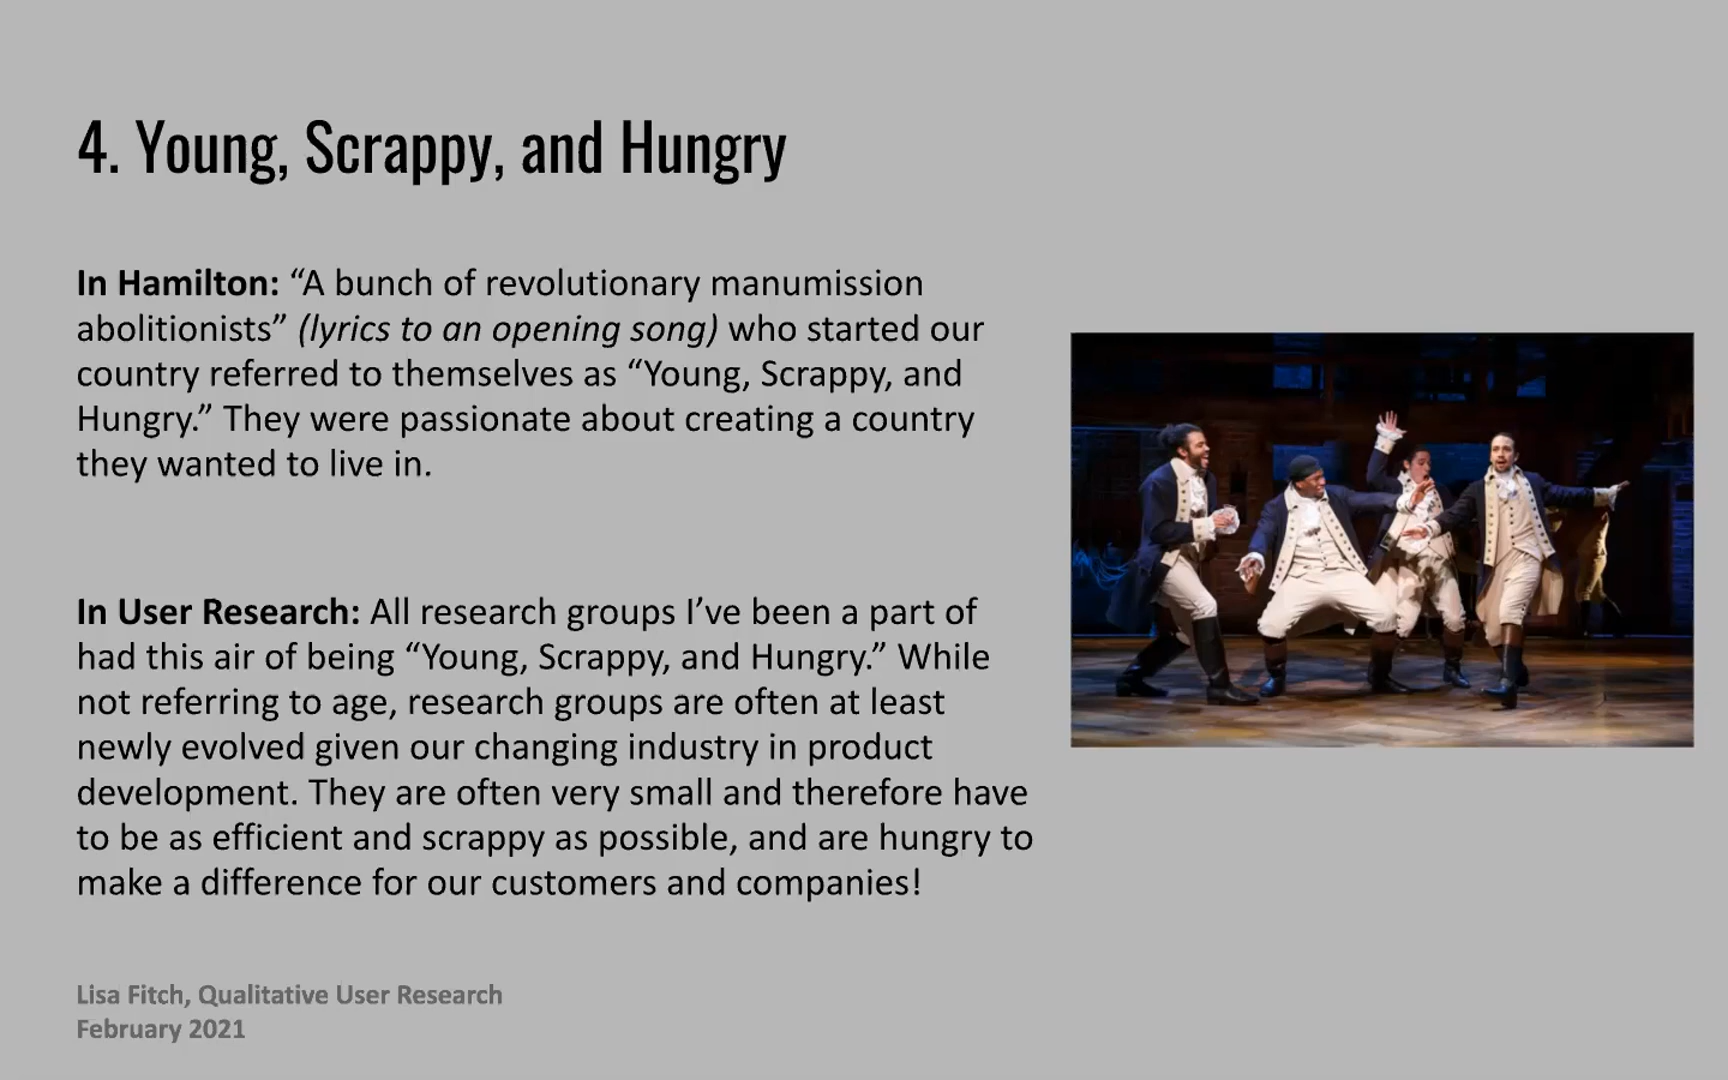 4. Young, Scrappy, and Hungry
In Hamilton: “A bunch of revolutionary manumission
abolitionists” (lyrics to an opening song) who started our
country referred to themselves as “Young, Scrappy, and
Hungry.” They were passionate about creating a country
they wanted to live in.
In User Research: All research groups I’ve been a part of
had this air of being “Young, Scrappy, and Hungry.” While
not referring to age, research groups are often at least
newly evolved given our changing industry in product
development. They are often very small and therefore have
to be as efficient and scrappy as possible, and are hungry to
make a difference for our customers and companies!
Lisa Fitch, Qualitative User Research
February 2021